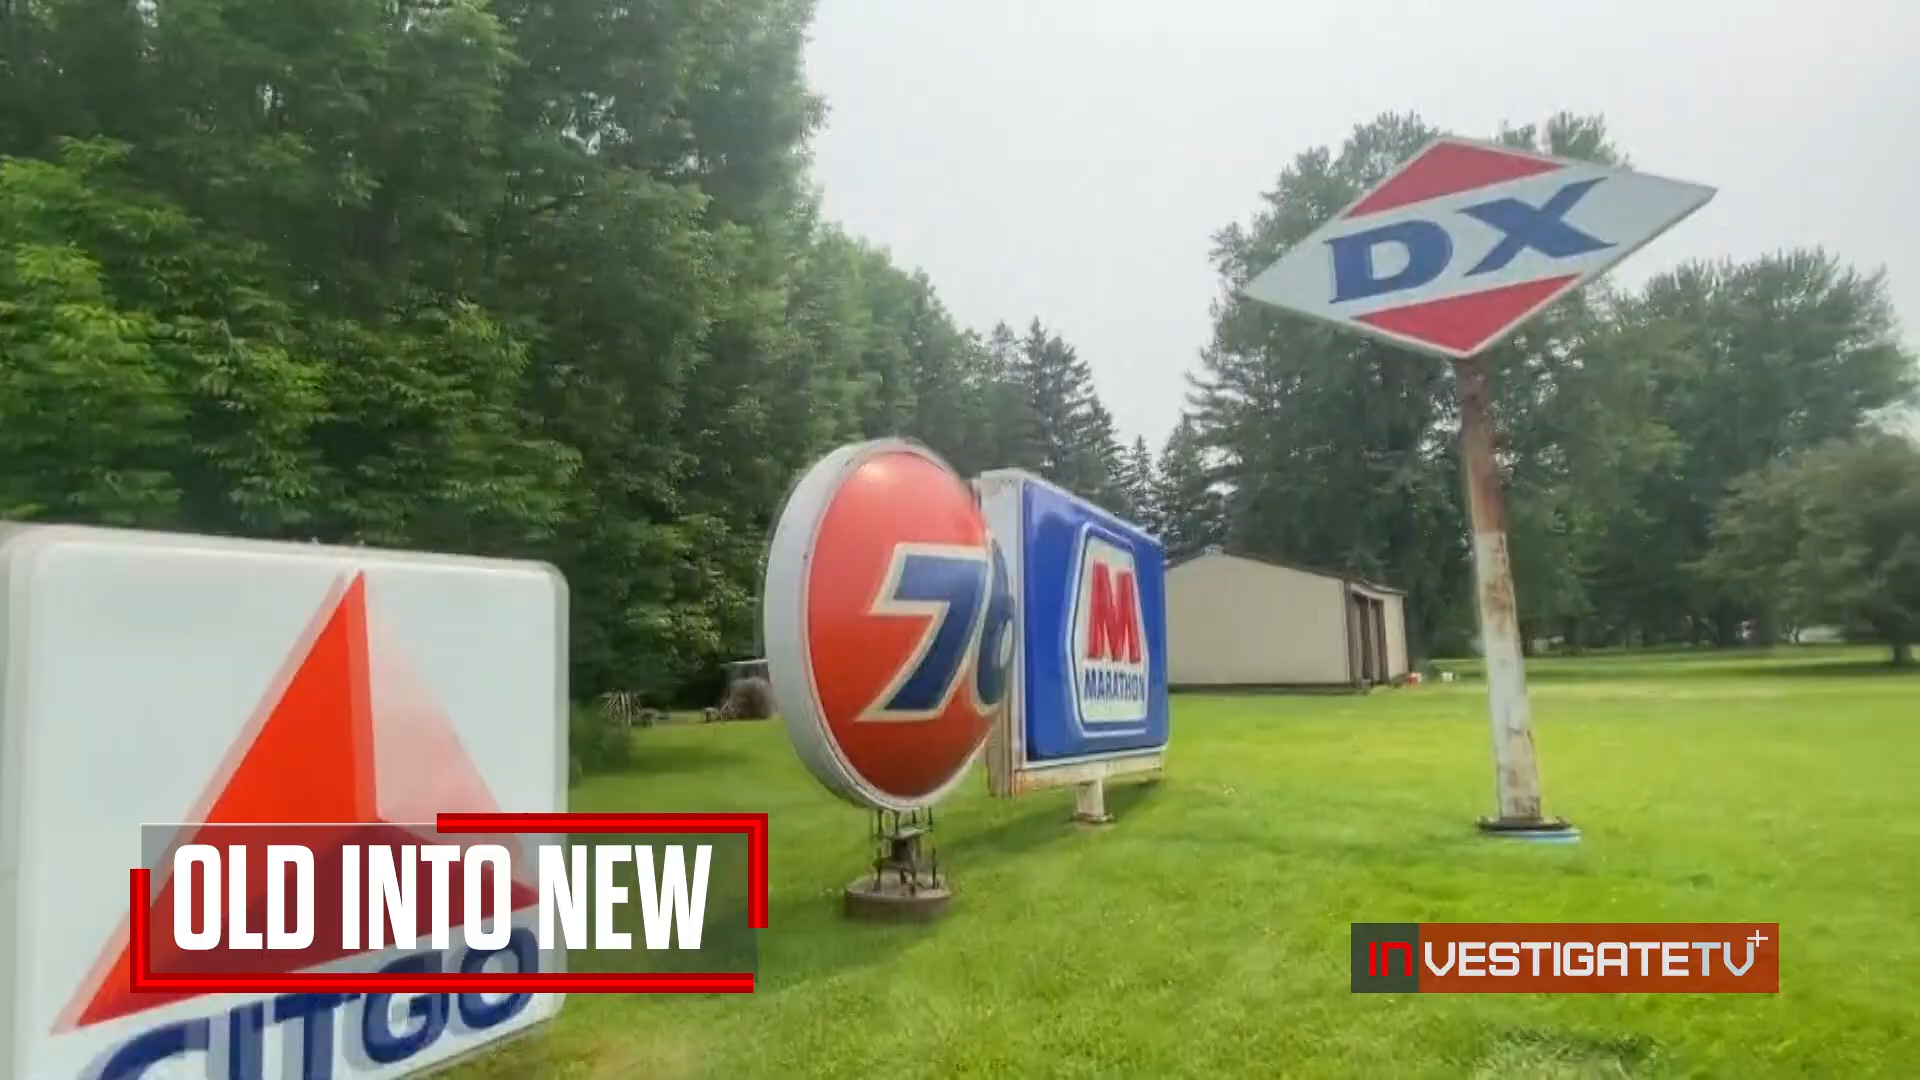 DX
76
M
MARATHON
CITGO
OLD INTO NEW
INVESTIGATETV+